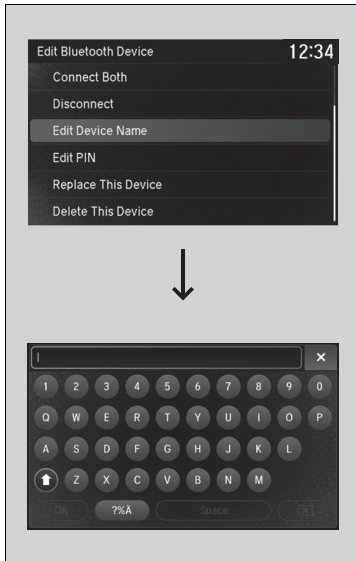 Edit Bluetooth Device 12:34
Connect Both
Disconnect
Edit Device Name
Edit PIN
Replace This Device
Delete This Device
1 2 3 4 5 6 7 8 9 0
Q W E R T Y U I O P
A S D F G H J K L
Z X C V B N M
OK ?%Ä Space